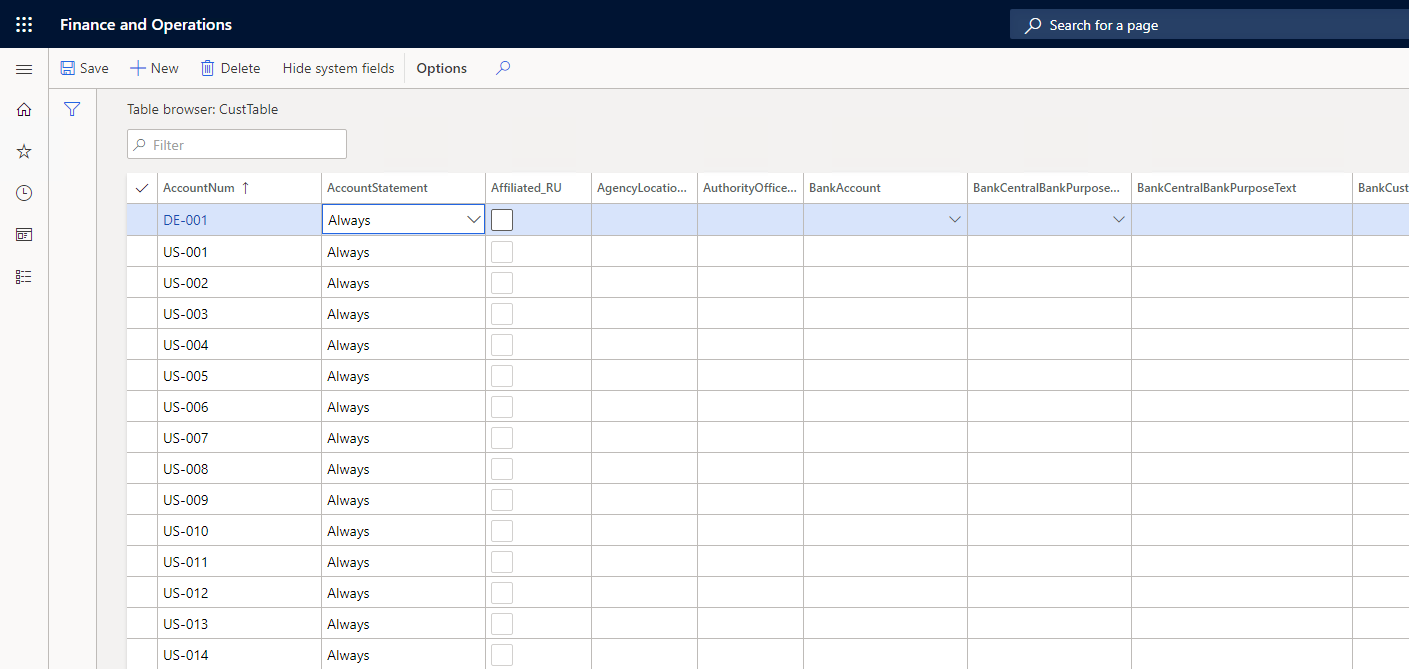 Finance and Operations
Search for a page
Save New Delete Hide system fields Options
Table browser: CustTable
Filter
AccountNum AccountStatement Affiliated_RU AgencyLocatio... AuthorityOffice... BankAccount BankCentralBankPurpose... BankCentralBankPurposeText BankCust
DE-001 Always
US-001 Always
US-002 Always
US-003 Always
US-004 Always
US-005 Always
US-006 Always
US-007 Always
US-008 Always
US-009 Always
US-010 Always
US-011 Always
US-012 Always
US-013 Always
US-014 Always